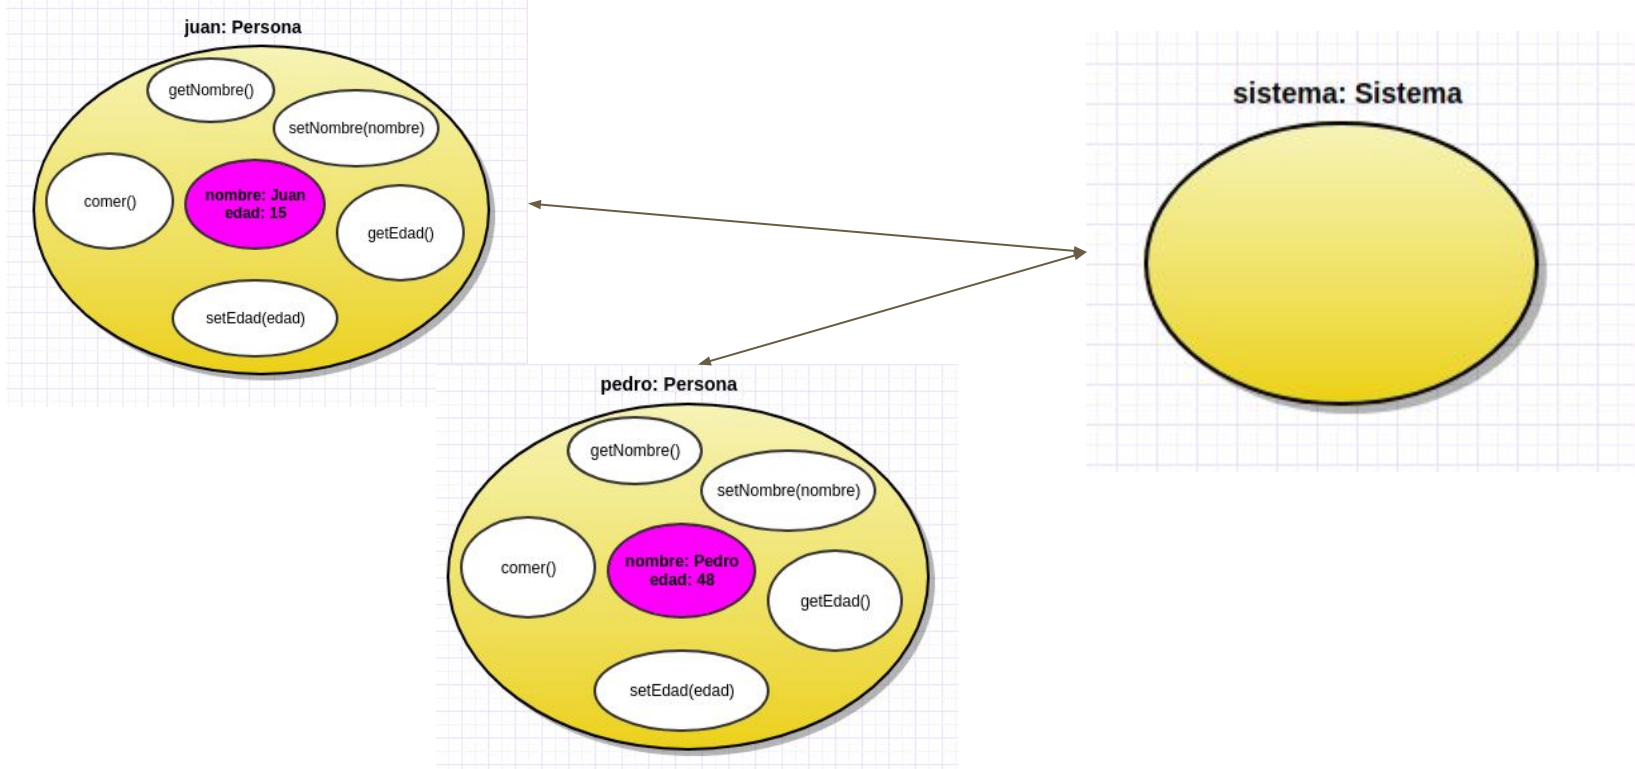 juan: Persona
getNombre()
setNombre(nombre)
comer()
nombre: Juan
edad: 15
getEdad()
setEdad(edad)
sistema: Sistema
pedro: Persona
getNombre()
setNombre(nombre)
comer()
nombre: Pedro
edad: 48
getEdad()
setEdad(edad)